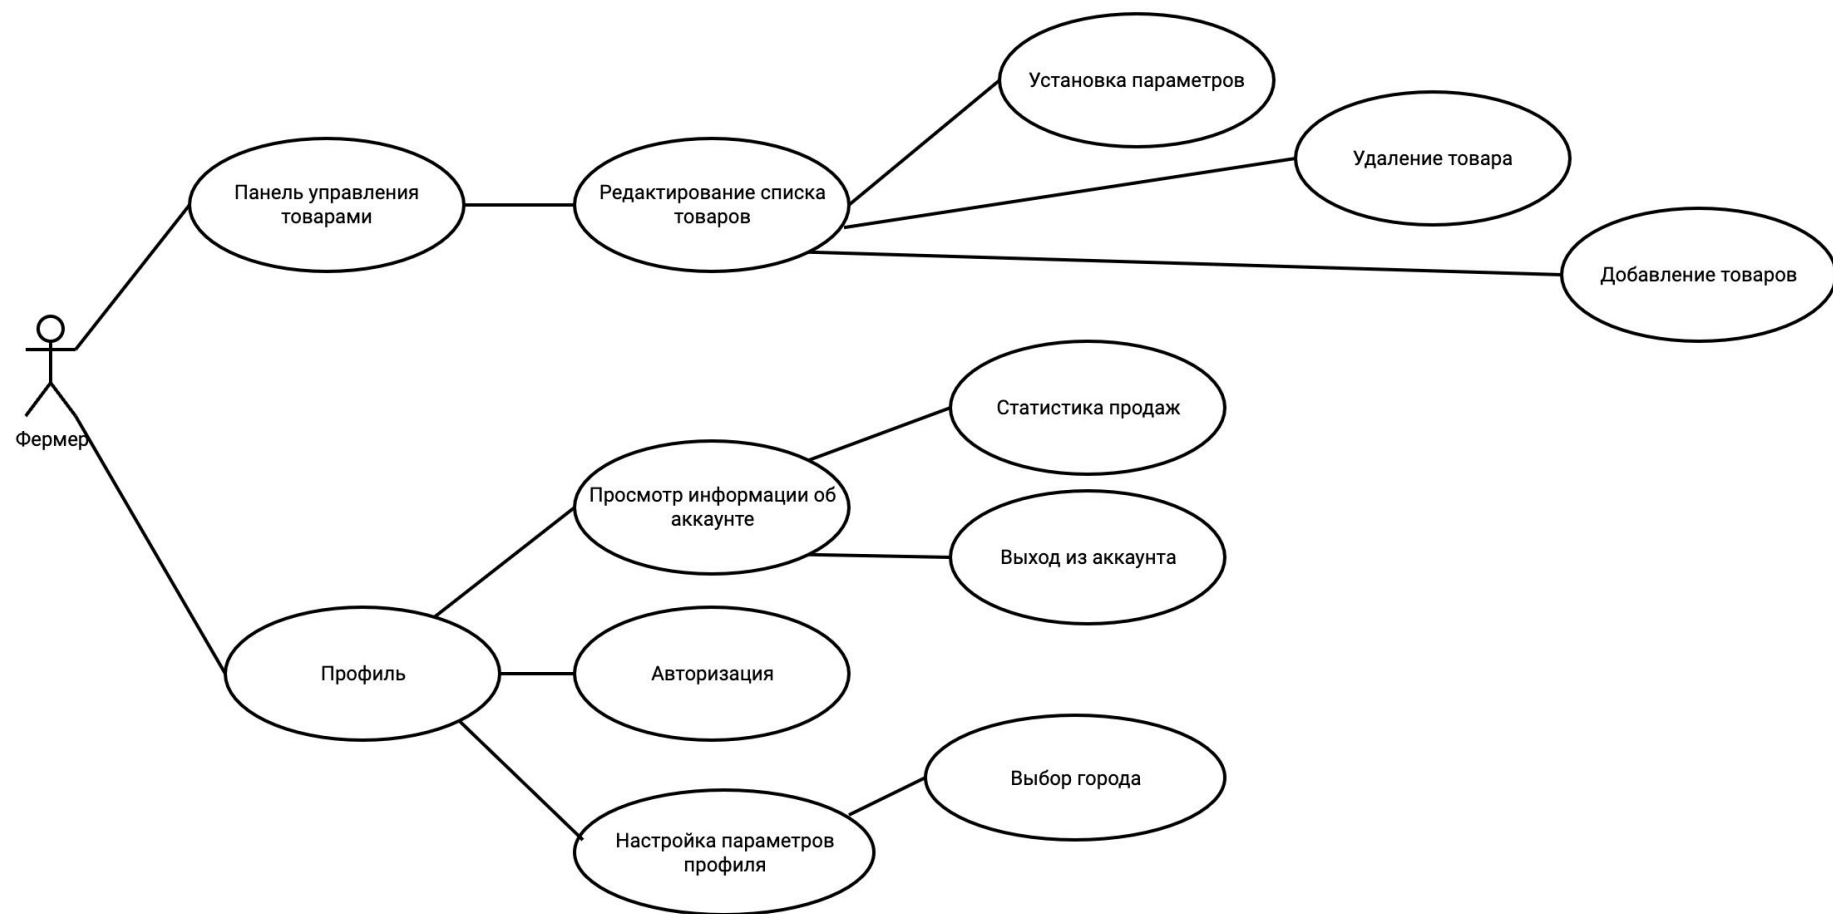 Установка параметров
Удаление товара
Панель управления
товарами
Редактирование списка
товаров
Добавление товаров
Фермер
Статистика продаж
Просмотр информации об
аккаунте
Выход из аккаунта
Профиль
Авторизация
Выбор города
Настройка параметров
профиля